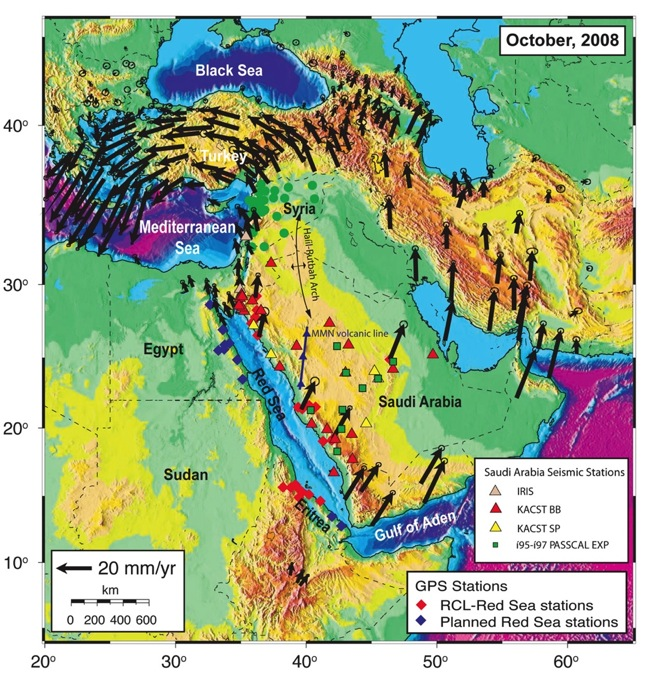 October, 2008
Black Sea
40°
Turkey
Syria
Mediterranean
Sea
Halil-Rutbah Arch
30°
MMN volcanic line
Egypt
Red Sea
Saudi Arabia
20°
Sudan
Saudi Arabia Seismic Stations
IRIS
KACST BB
KACST SP
i95-i97 PASSCAL EXP
Eritrea
Gulf of Aden
10°
20 mm/yr
km
0 200 400 600
GPS Stations
RCL-Red Sea stations
Planned Red Sea stations
20° 30° 40° 50° 60°